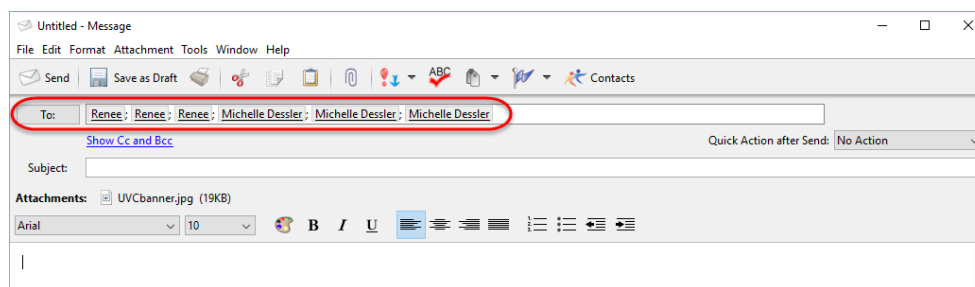 Untitled - Message
File Edit Format Attachment Tools Window Help
Send Save as Draft ABC Contacts
To: Renee ; Renee ; Renee ; Michelle Dessler ; Michelle Dessler ; Michelle Dessler
Show Cc and Bcc Quick Action after Send: No Action
Subject:
Attachments: UVCbanner.jpg (19KB)
Arial 10 B I U